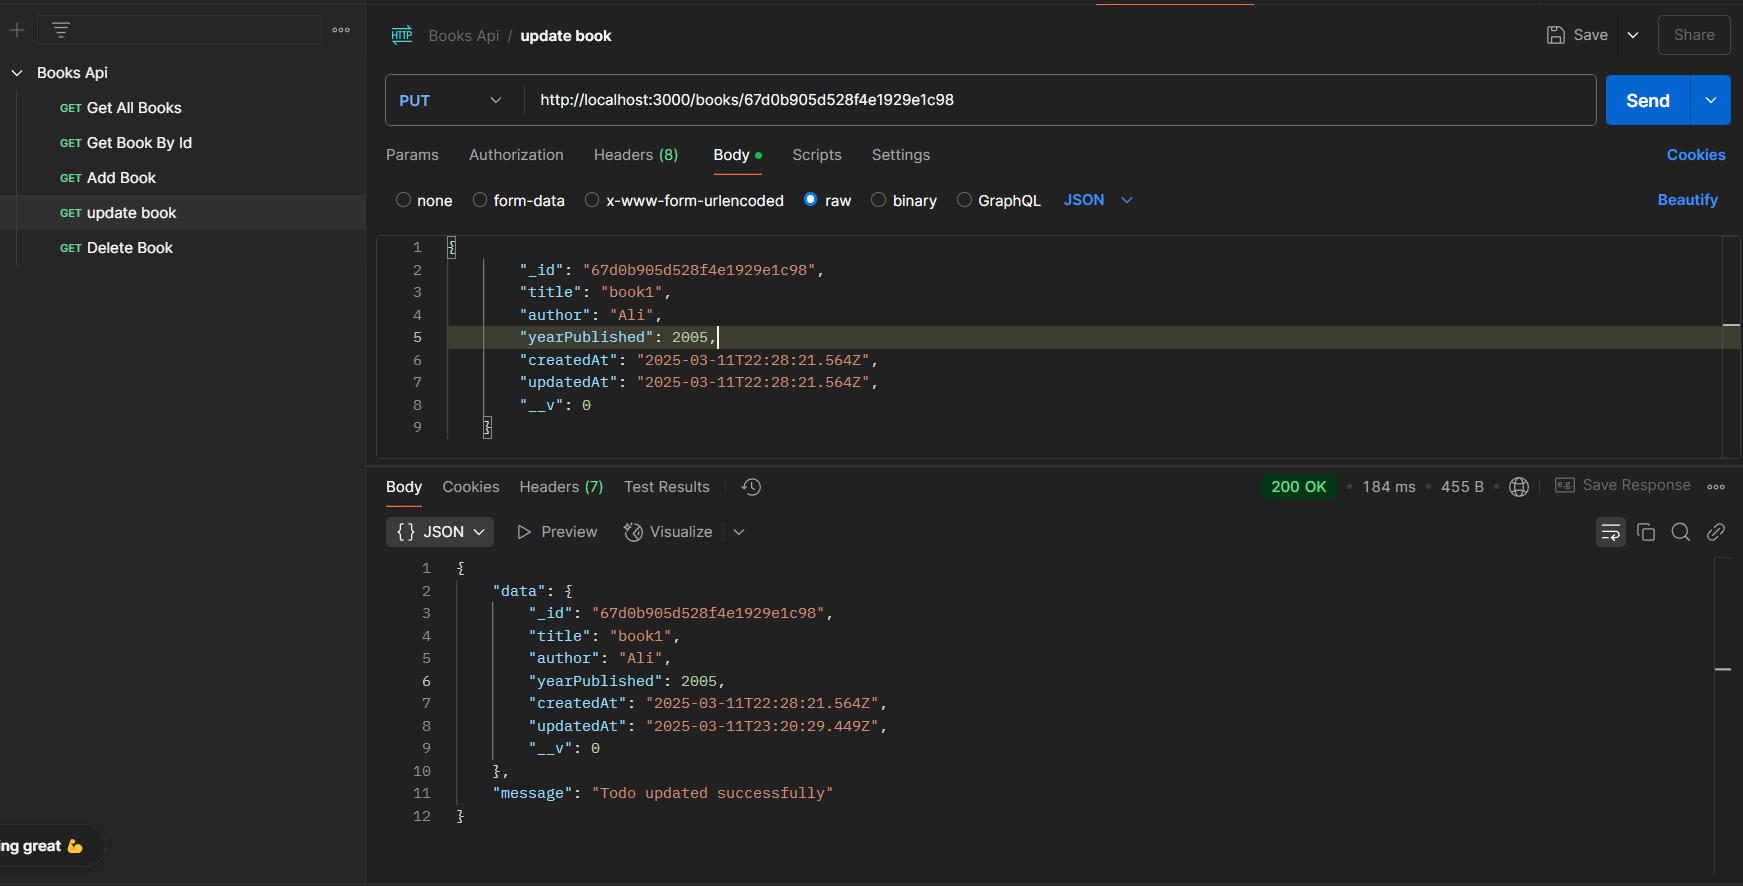 Books Api
GET Get All Books
GET Get Book By Id
GET Add Book
GET update book
GET Delete Book
ing great 💪
HTTP Books Api / update book
Save
Share
PUT http://localhost:3000/books/67d0b905d528f4e1929e1c98
Send
Params Authorization Headers (8) Body Scripts Settings Cookies
none form-data x-www-form-urlencoded raw binary GraphQL JSON Beautify
1 {
2 "_id": "67d0b905d528f4e1929e1c98",
3 "title": "book1",
4 "author": "Ali",
5 "yearPublished": 2005,
6 "createdAt": "2025-03-11T22:28:21.564Z",
7 "updatedAt": "2025-03-11T22:28:21.564Z",
8 "__v": 0
9 }
Body Cookies Headers (7) Test Results 200 OK • 184 ms • 455 B • e.g. Save Response
{} JSON Preview Visualize
1 {
2 "data": {
3 "_id": "67d0b905d528f4e1929e1c98",
4 "title": "book1",
5 "author": "Ali",
6 "yearPublished": 2005,
7 "createdAt": "2025-03-11T22:28:21.564Z",
8 "updatedAt": "2025-03-11T23:20:29.449Z",
9 "__v": 0
10 },
11 "message": "Todo updated successfully"
12 }